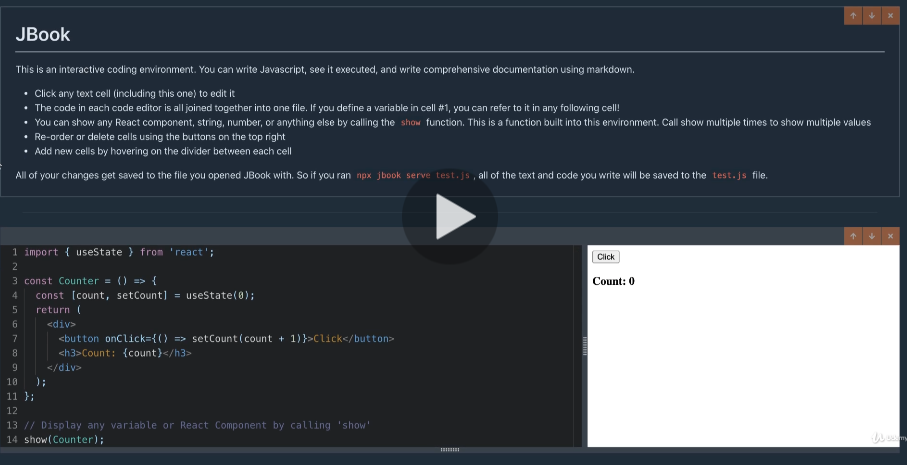 JBook
This is an interactive coding environment. You can write Javascript, see it executed, and write comprehensive documentation using markdown.
• Click any text cell (including this one) to edit it
• The code in each code editor is all joined together into one file. If you define a variable in cell #1, you can refer to it in any following cell!
• You can show any React component, string, number, or anything else by calling the show function. This is a function built into this environment. Call show multiple times to show multiple values
• Re-order or delete cells using the buttons on the top right
• Add new cells by hovering on the divider between each cell
All of your changes get saved to the file you opened JBook with. So if you ran npx jbook serve test.js, all of the text and code you write will be saved to the test.js file.
1 import { useState } from 'react';
2
3 const Counter = () => {
4   const [count, setCount] = useState(0);
5   return (
6     <div>
7       <button onClick={() => setCount(count + 1)}>Click</button>
8       <h3>Count: {count}</h3>
9     </div>
10   );
11 };
12
13 // Display any variable or React Component by calling 'show'
14 show(Counter);
Click
Count: 0
Udemy